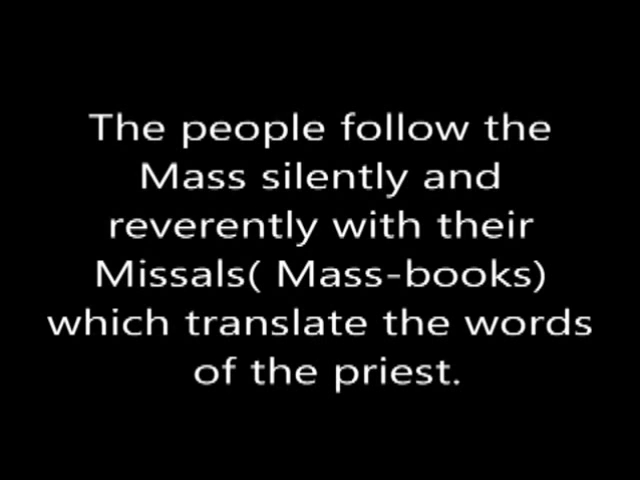 The people follow the
Mass silently and
reverently with their
Missals( Mass-books)
which translate the words
of the priest.